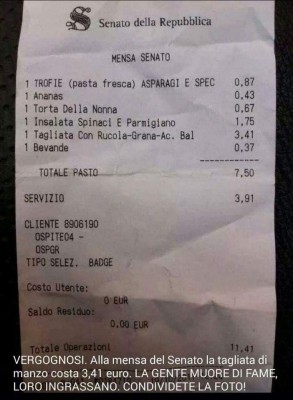 Senato della Repubblica
MENSA SENATO
1 TROFIE (pasta fresca) ASPARAGI E SPEC 0,87
1 Ananas 0,43
1 Torta Della Nonna 0,67
1 Insalata Spinaci E Parmigiano 1,75
1 Tagliata Con Rucola-Grana-Ac. Bal 3,41
1 Bevande 0,37
TOTALE PASTO 7,50
SERVIZIO 3,91
CLIENTE 8906190
OSPITE04 -
OSPGR
TIPO SELEZ. BADGE
Costo Utente:
0 EUR
Saldo Residuo:
0.00 EUR
Totale Operazioni 11,41
VERGOGNOSI. Alla mensa del Senato la tagliata di
manzo costa 3,41 euro. LA GENTE MUORE DI FAME,
LORO INGRASSANO. CONDIVIDETE LA FOTO!